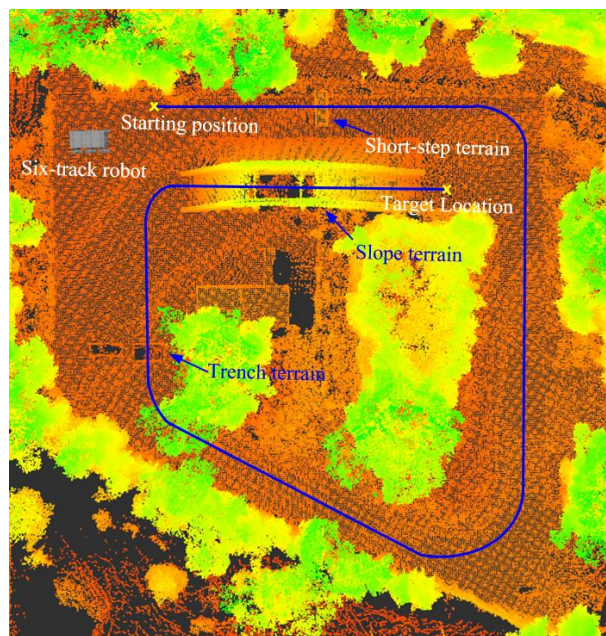 Starting position
Short-step terrain
Six-track robot
Target Location
Slope terrain
Trench terrain